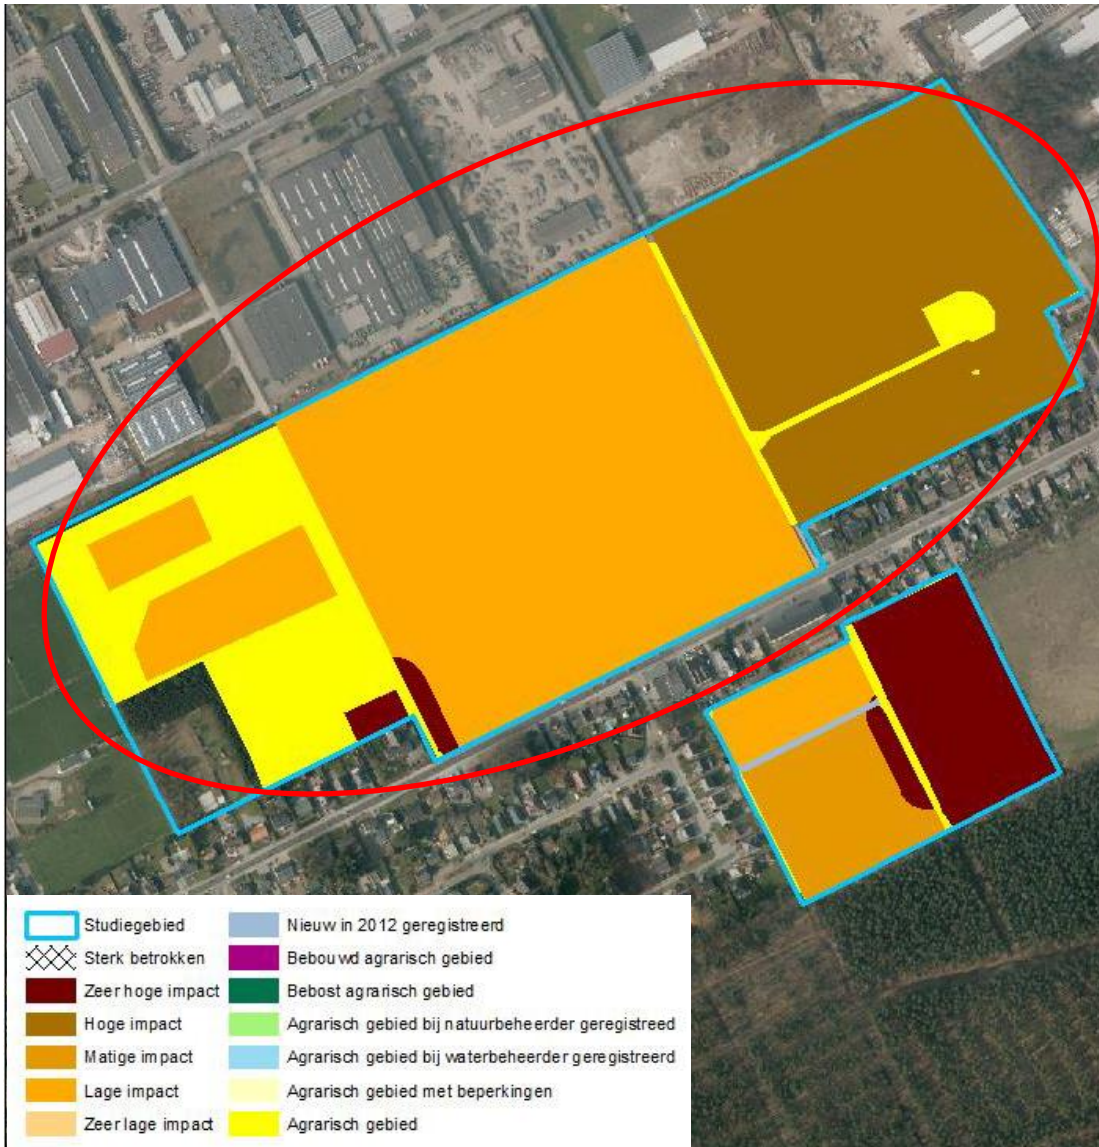 Studiegebied
Sterk betrokken
Zeer hoge impact
Hoge impact
Matige impact
Lage impact
Zeer lage impact
Nieuw in 2012 geregistreerd
Bebouwd agrarisch gebied
Bebost agrarisch gebied
Agrarisch gebied bij natuurbeheerder geregistreed
Agrarisch gebied bij waterbeheerder geregistreerd
Agrarisch gebied met beperkingen
Agrarisch gebied